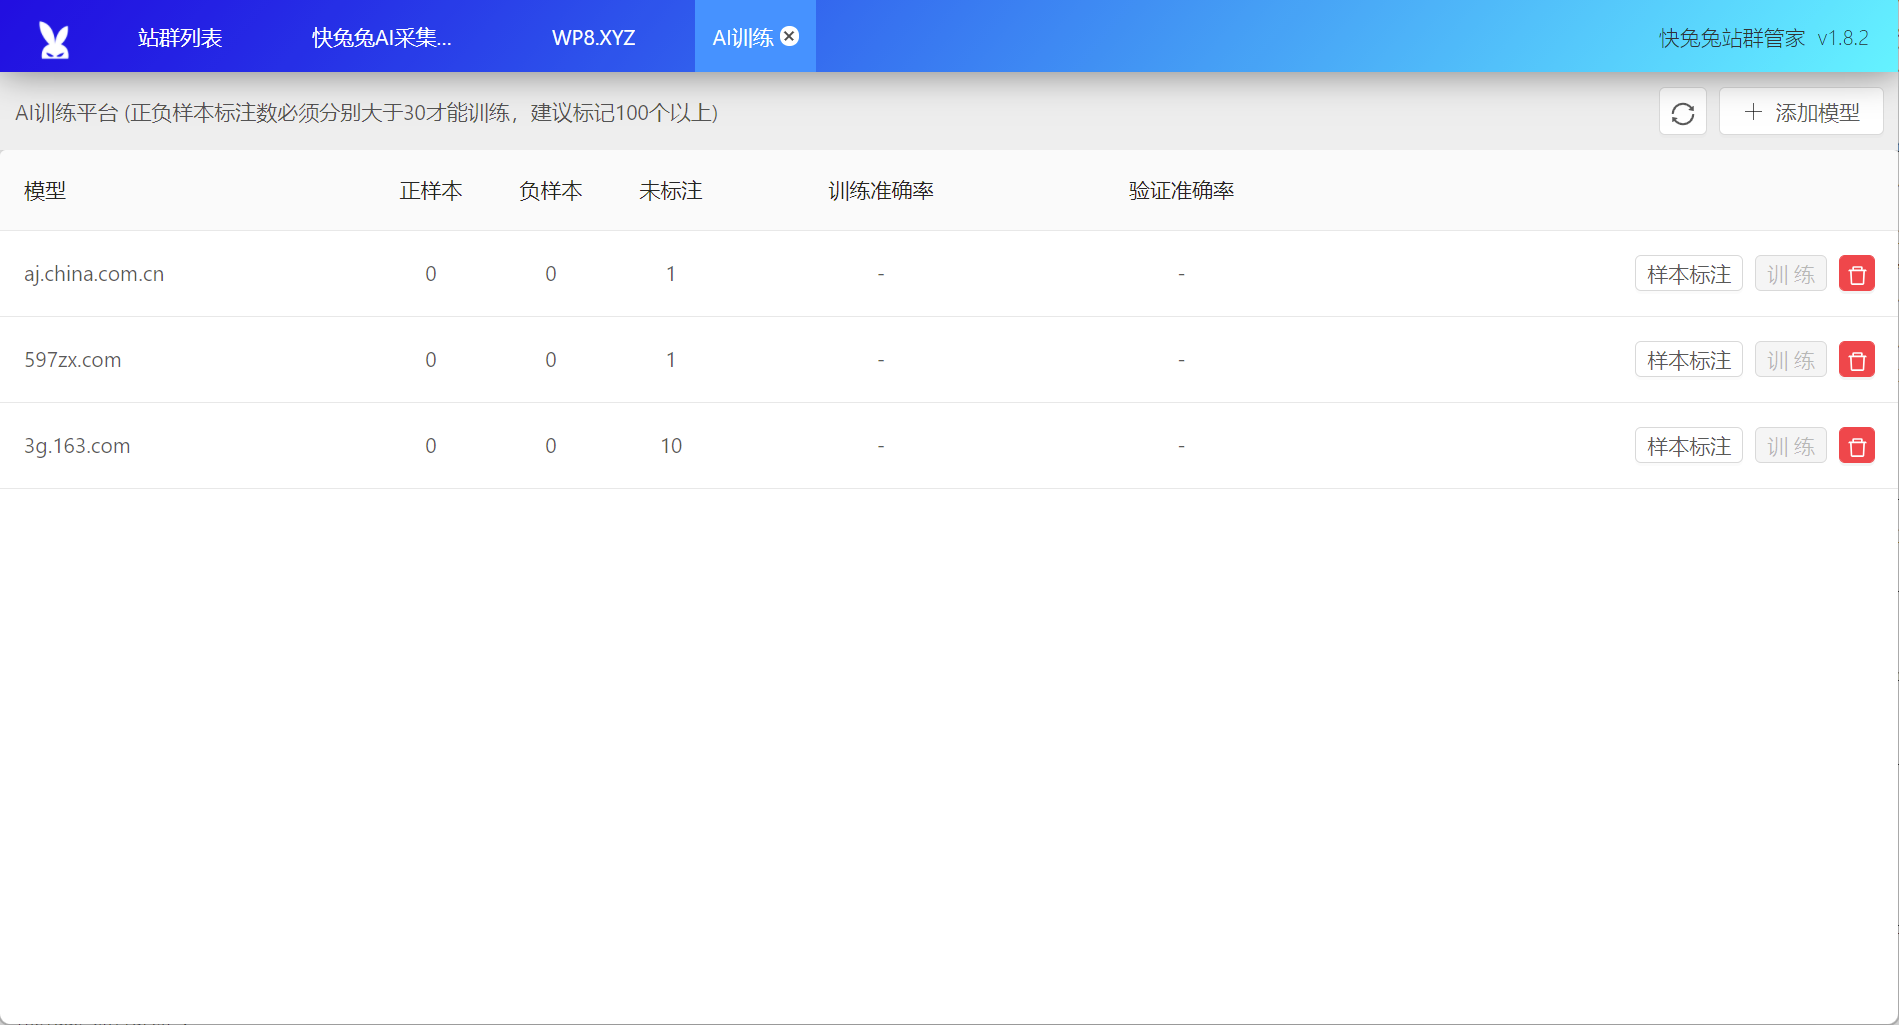 站群列表 快兔兔AI采集... WP8.XYZ AI训练 快兔兔站群管家 v1.8.2
AI训练平台 (正负样本标注数必须分别大于30才能训练，建议标记100个以上) 添加模型
模型 正样本 负样本 未标注 训练准确率 验证准确率
aj.china.com.cn 0 0 1 - - 样本标注 训 练
597zx.com 0 0 1 - - 样本标注 训 练
3g.163.com 0 0 10 - - 样本标注 训 练